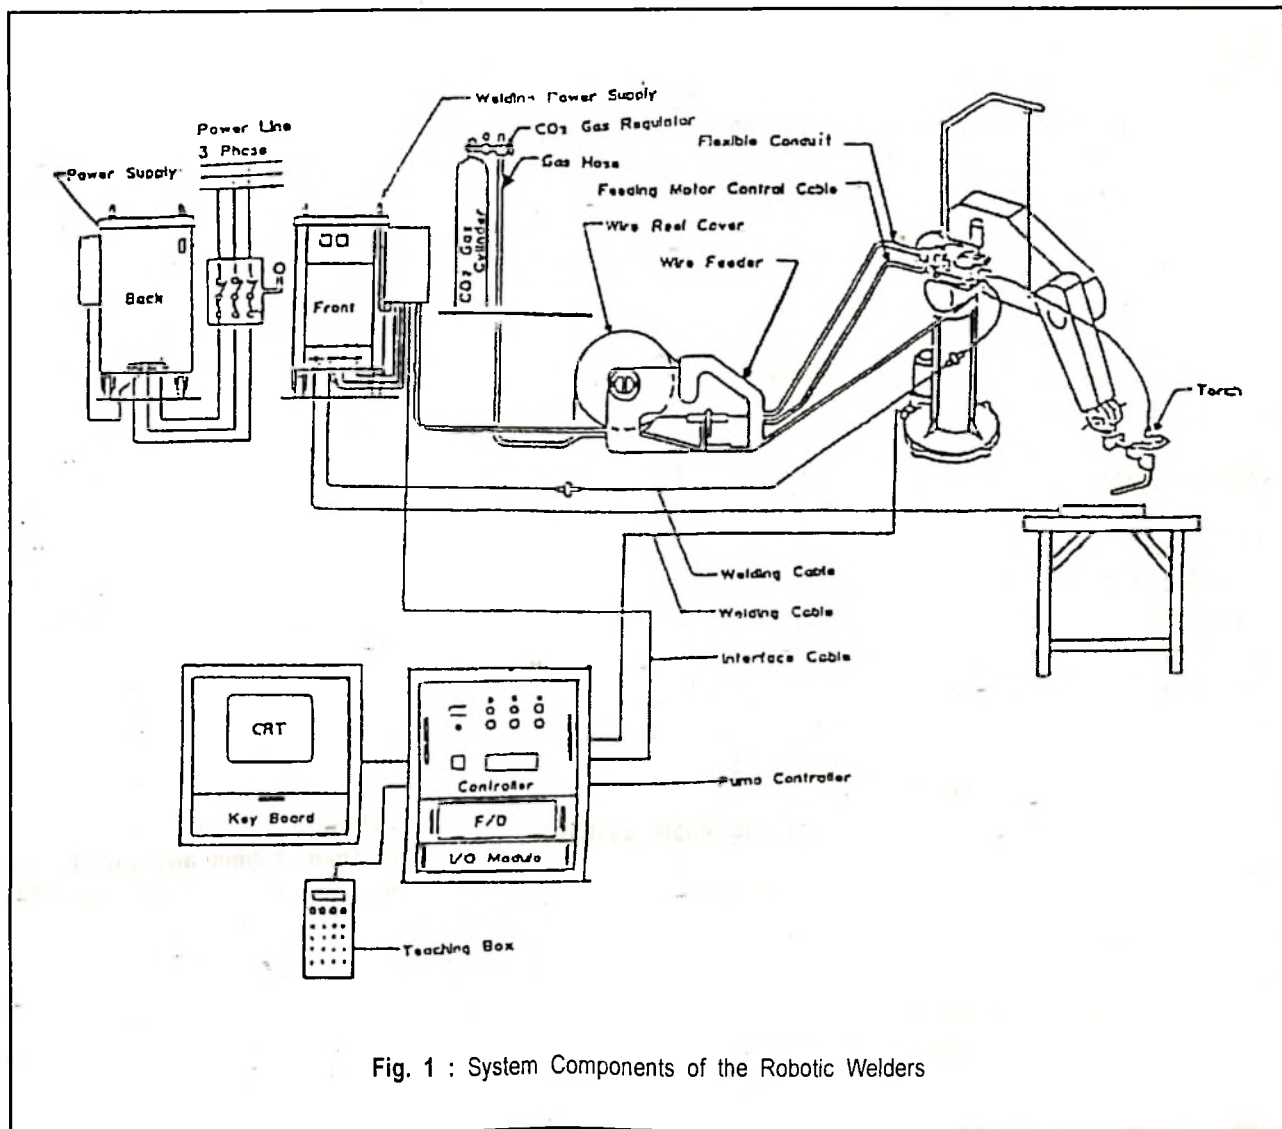 Welding Power Supply
Power Line
3 Phase
Power Supply
CO₂ Gas Regulator
Gas Hose
Flexible Conduit
Feeding Motor Control Cable
Wire Reel Cover
Wire Feeder
CO₂ Gas
Cylinder
Back
Front
Torch
Welding Cable
Welding Cable
Interface Cable
CRT
Key Board
Controller
F/D
I/O Module
Puma Controller
Teaching Box
Fig. 1 : System Components of the Robotic Welders